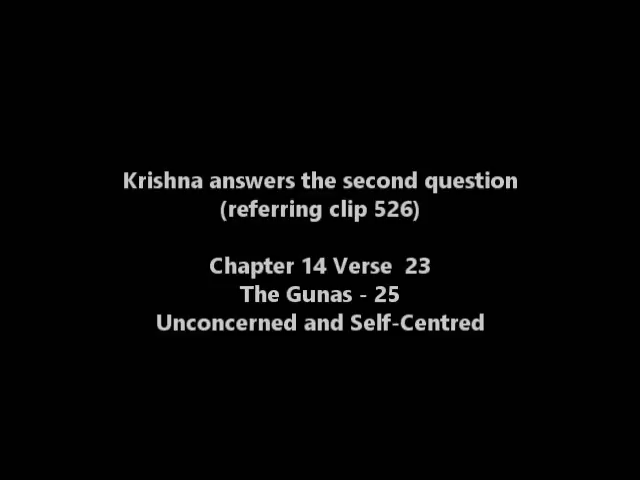 Krishna answers the second question
(referring clip 526)
Chapter 14 Verse  23
The Gunas - 25
Unconcerned and Self-Centred